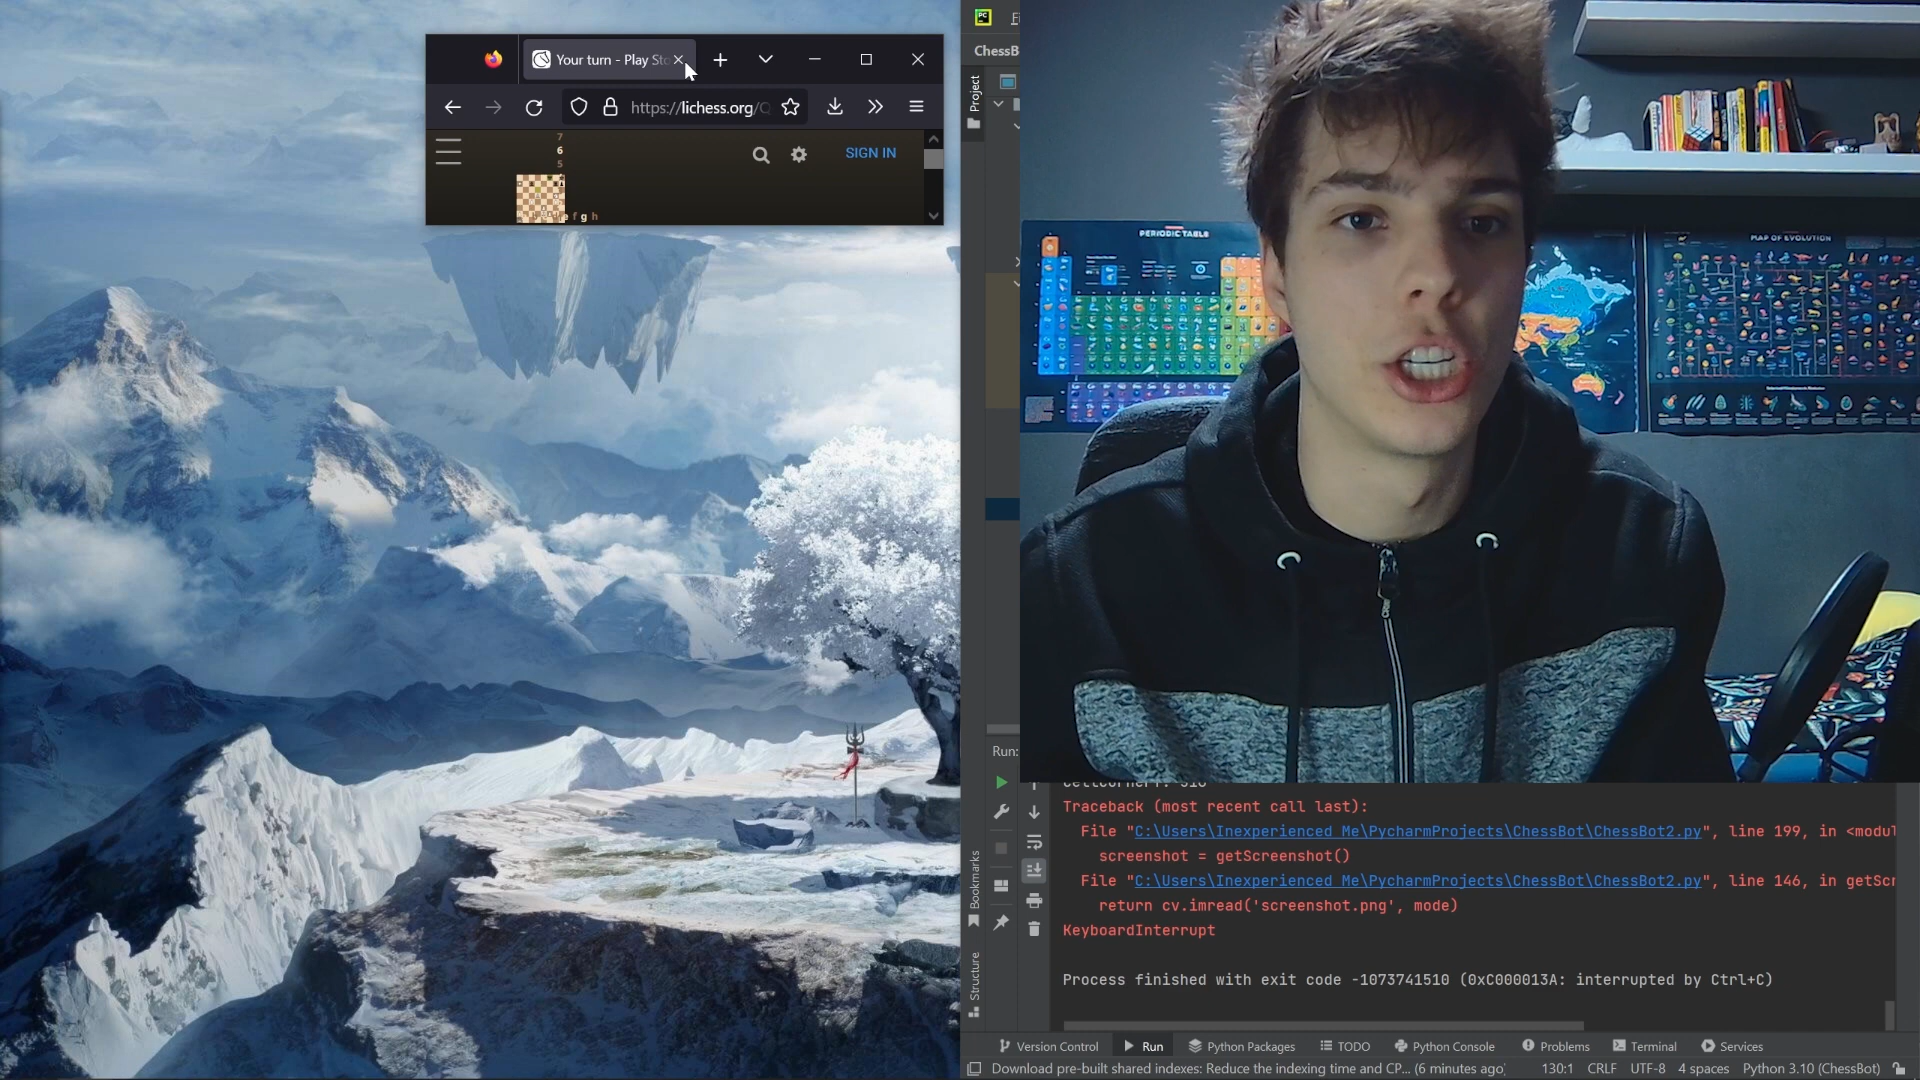 Your turn - Play Sto
https://lichess.org/
7
6
5
SIGN IN
e f g h
PC
ChessB
Project
PERIODIC TABLE
MAP OF EVOLUTION
Run:
Traceback (most recent call last):
File "C:\Users\Inexperienced Me\PycharmProjects\ChessBot\ChessBot2.py", line 199, in <modul
screenshot = getScreenshot()
File "C:\Users\Inexperienced Me\PycharmProjects\ChessBot\ChessBot2.py", line 146, in getScr
return cv.imread('screenshot.png', mode)
KeyboardInterrupt
Process finished with exit code -1073741510 (0xC000013A: interrupted by Ctrl+C)
Bookmarks
Structure
Version Control
Run
Python Packages
TODO
Python Console
Problems
Terminal
Services
Download pre-built shared indexes: Reduce the indexing time and CP... (6 minutes ago)
130:1
CRLF
UTF-8
4 spaces
Python 3.10 (ChessBot)